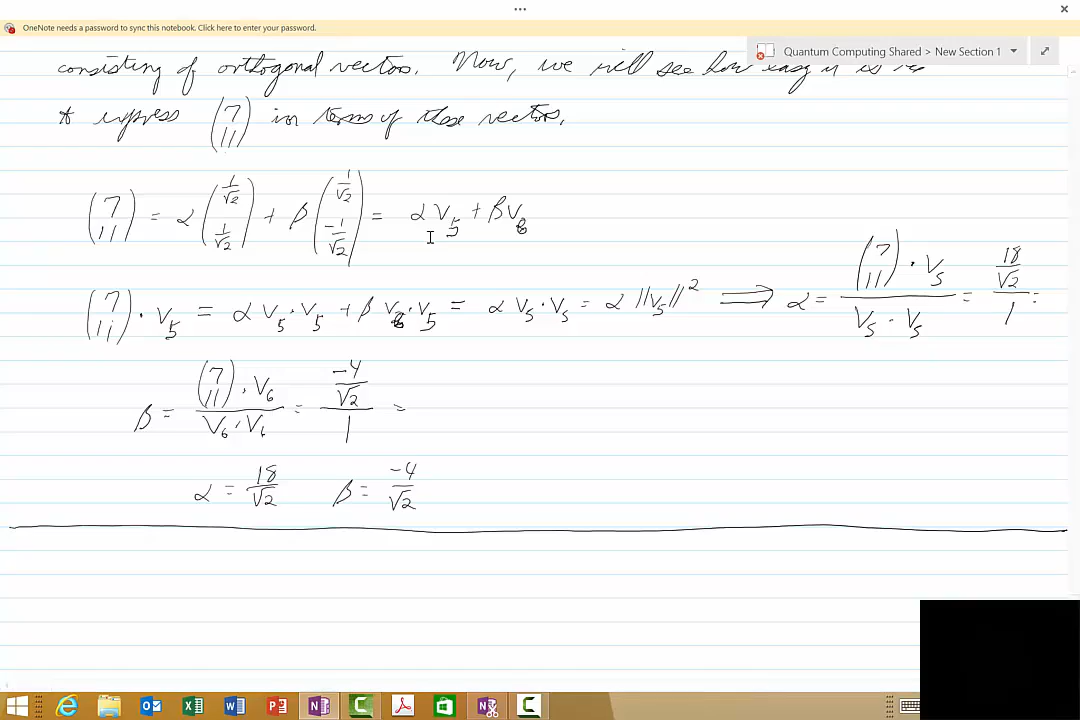 OneNote needs a password to sync this notebook. Click here to enter your password.
Quantum Computing Shared > New Section 1
consisting of orthogonal vectors. Now, we will see how easy it is
to express (7 11) in terms of these vectors.
(7 11) = α (1/√2 1/√2) + β (1/√2 -1/√2) = α V₅ + β V₆
(7 11) · V₅ = α V₅ · V₅ + β V₆ · V₅ = α V₅ · V₅ = α ||V₅||² ⟹ α = (7 11) · V₅ / V₅ · V₅ = 18/√2 / 1 =
β = (7 11) · V₆ / V₆ · V₆ = -4/√2 / 1 =
α = 18/√2 β = -4/√2